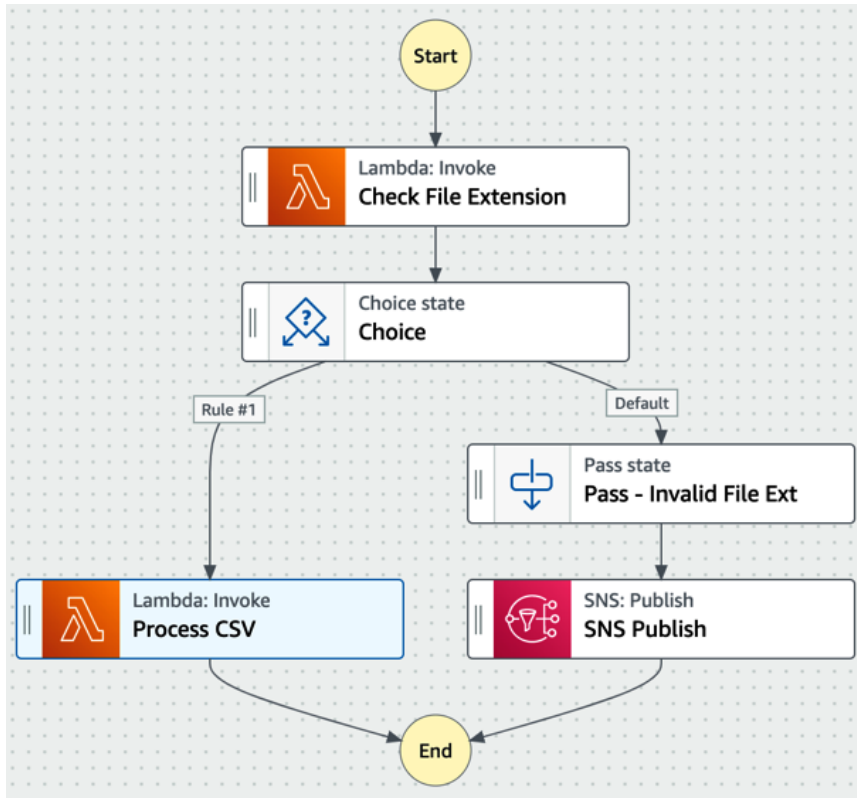 Start
Lambda: Invoke
Check File Extension
Choice state
Choice
Rule #1
Default
Pass state
Pass - Invalid File Ext
Lambda: Invoke
Process CSV
SNS: Publish
SNS Publish
End